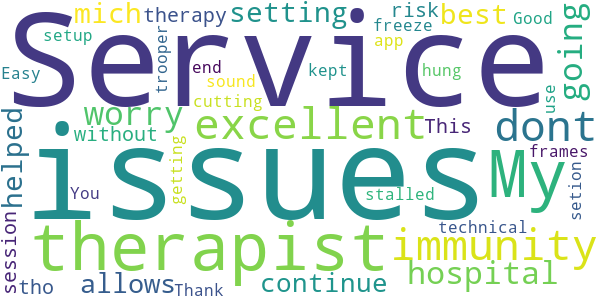 mich therapy setting risk best Good going
setup trooper freeze app
Service
Easy end sound kept hung use
cutting
helped worry excellent This dont
without getting
issues My frames
You stalled setion
therapist immunity
session technical
tho allows Thank continue hospital